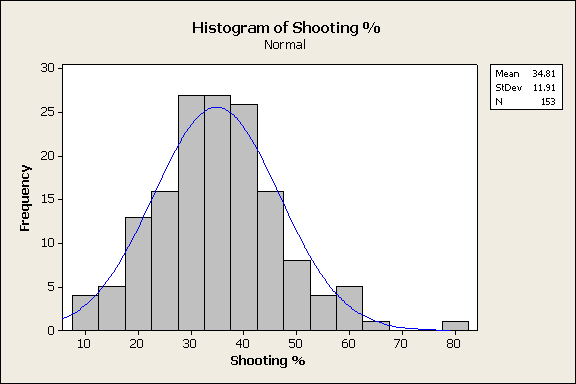 Histogram of Shooting %
Normal
Mean 34.81
StDev 11.91
N 153
Frequency
30
25
20
15
10
5
0
10 20 30 40 50 60 70 80
Shooting %